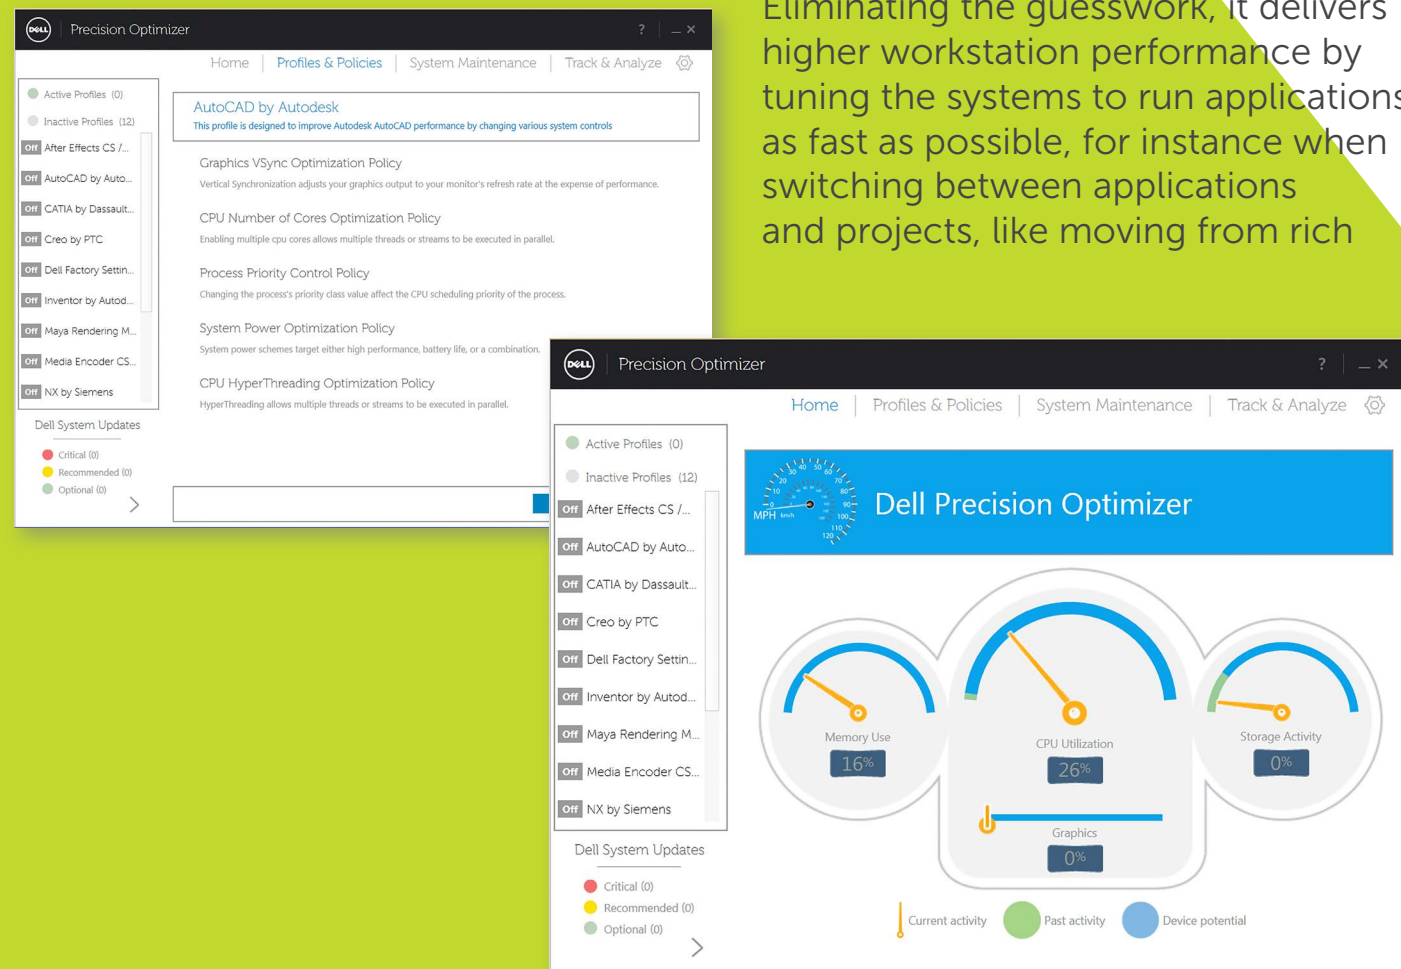 Eliminating the guesswork, it delivers
higher workstation performance by
tuning the systems to run applications
as fast as possible, for instance when
switching between applications
and projects, like moving from rich
DELL
Precision Optimizer
?
Home
Profiles & Policies
System Maintenance
Track & Analyze
Active Profiles (0)
Inactive Profiles (12)
Off After Effects CS /...
Off AutoCAD by Auto...
Off CATIA by Dassault...
Off Creo by PTC
Off Dell Factory Settin...
Off Inventor by Autod...
Off Maya Rendering M...
Off Media Encoder CS...
Off NX by Siemens
Dell System Updates
Critical (0)
Recommended (0)
Optional (0)
AutoCAD by Autodesk
This profile is designed to improve Autodesk AutoCAD performance by changing various system controls
Graphics VSync Optimization Policy
Vertical Synchronization adjusts your graphics output to your monitor's refresh rate at the expense of performance.
CPU Number of Cores Optimization Policy
Enabling multiple cpu cores allows multiple threads or streams to be executed in parallel.
Process Priority Control Policy
Changing the process's priority class value affect the CPU scheduling priority of the process.
System Power Optimization Policy
System power schemes target either high performance, battery life, or a combination.
CPU HyperThreading Optimization Policy
HyperThreading allows multiple threads or streams to be executed in parallel.
DELL
Precision Optimizer
?
Home
Profiles & Policies
System Maintenance
Track & Analyze
Active Profiles (0)
Inactive Profiles (12)
Off After Effects CS /...
Off AutoCAD by Auto...
Off CATIA by Dassault...
Off Creo by PTC
Off Dell Factory Settin...
Off Inventor by Autod...
Off Maya Rendering M...
Off Media Encoder CS...
Off NX by Siemens
Dell System Updates
Critical (0)
Recommended (0)
Optional (0)
0 10 20 30 40 50 60 70 80 90 100 110 120
MPH km/h
Dell Precision Optimizer
Memory Use
16%
CPU Utilization
26%
Storage Activity
0%
Graphics
0%
Current activity
Past activity
Device potential